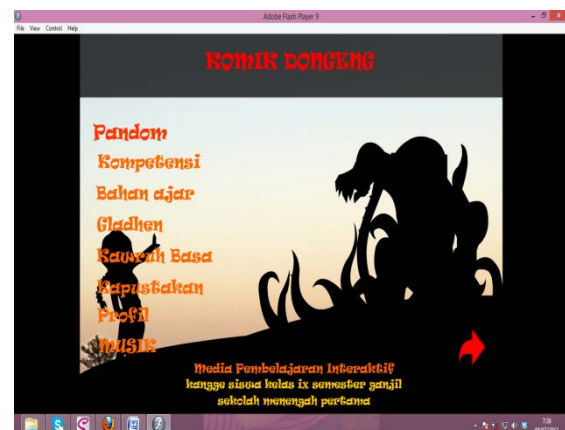 Adobe Flash Player 9
File View Control Help
KOMIK DONGENG
Pandom
Kompetensi
Bahan ajar
Gladhen
Kawruh Basa
Kapustakan
Profil
MUSIK
Media Pembelajaran Interaktif
kangge siswa kelas ix semester ganjil
sekolah menengah pertama